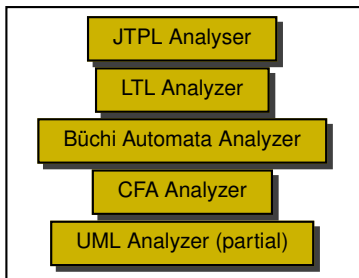 JTPL Analyser
LTL Analyzer
Büchi Automata Analyzer
CFA Analyzer
UML Analyzer (partial)